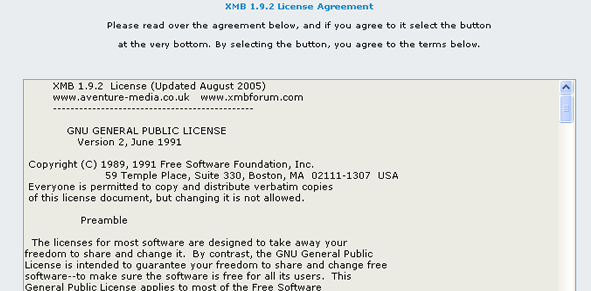 XMB 1.9.2 License Agreement
Please read over the agreement below, and if you agree to it select the button
at the very bottom. By selecting the button, you agree to the terms below.
XMB 1.9.2 License (Updated August 2005)
www.aventure-media.co.uk www.xmbforum.com
----------------------------------------------
GNU GENERAL PUBLIC LICENSE
Version 2, June 1991
Copyright (C) 1989, 1991 Free Software Foundation, Inc.
59 Temple Place, Suite 330, Boston, MA 02111-1307 USA
Everyone is permitted to copy and distribute verbatim copies
of this license document, but changing it is not allowed.
Preamble
The licenses for most software are designed to take away your
freedom to share and change it. By contrast, the GNU General Public
License is intended to guarantee your freedom to share and change free
software--to make sure the software is free for all its users. This
General Public License applies to most of the Free Software